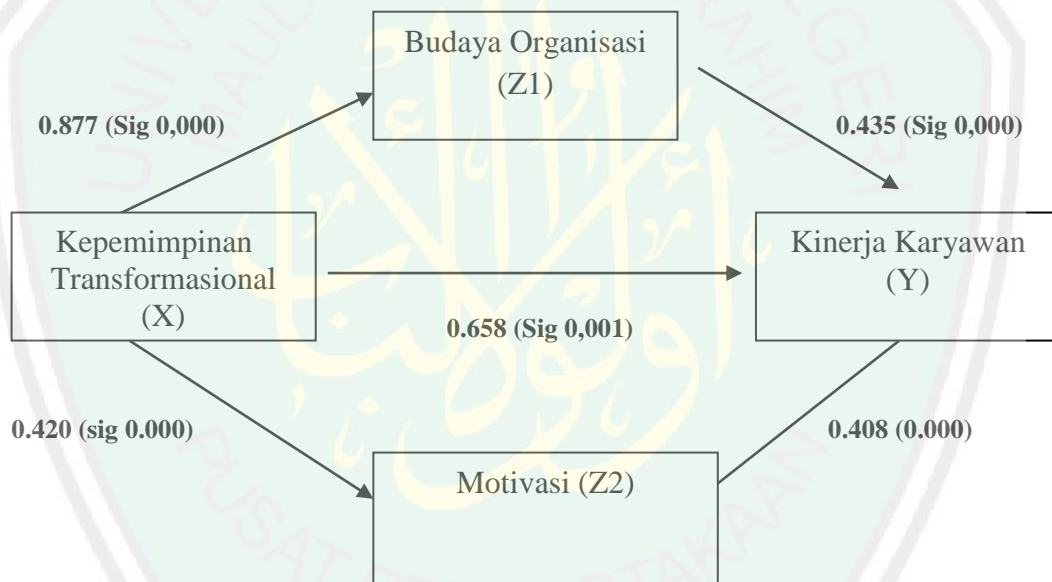 Budaya Organisasi
(Z1)
0.877 (Sig 0,000)
0.435 (Sig 0,000)
Kepemimpinan
Transformasional
(X)
Kinerja Karyawan
(Y)
0.658 (Sig 0,001)
0.420 (sig 0.000)
0.408 (0.000)
Motivasi (Z2)